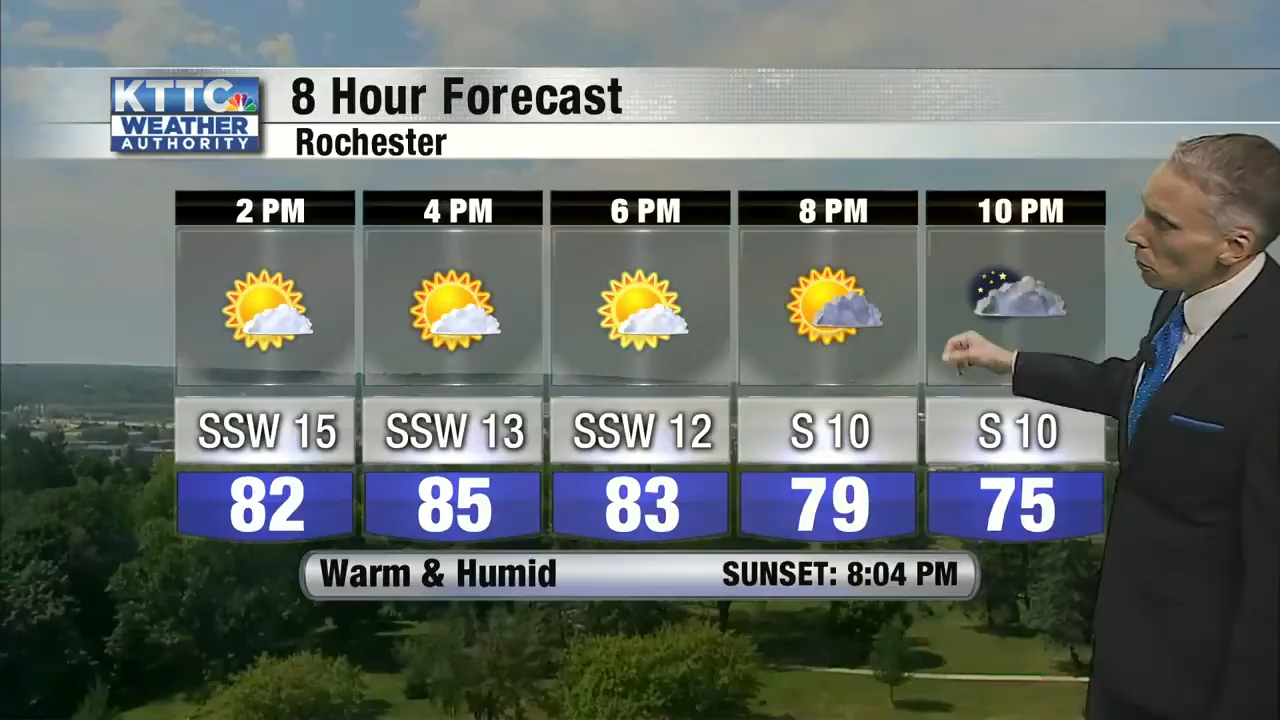 KTTC
WEATHER
AUTHORITY
8 Hour Forecast
Rochester
2 PM 4 PM 6 PM 8 PM 10 PM
SSW 15 SSW 13 SSW 12 S 10 S 10
82 85 83 79 75
Warm & Humid SUNSET: 8:04 PM